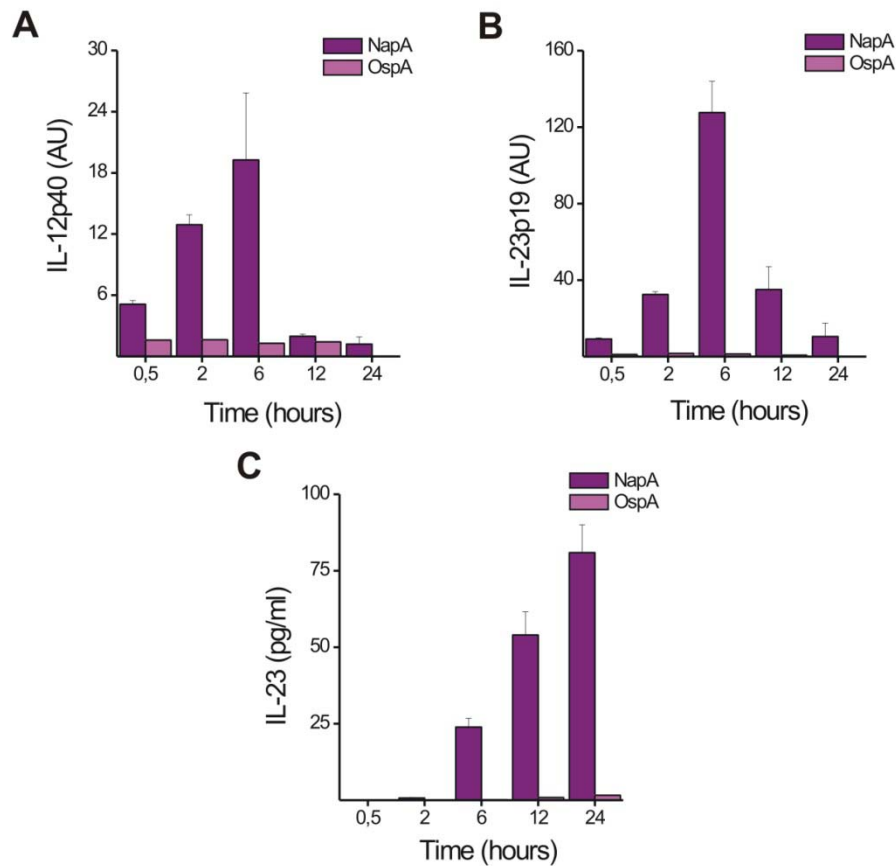 A
IL-12p40 (AU)
30
24
18
12
6
NapA
OspA
0,5 2 6 12 24
Time (hours)
B
IL-23p19 (AU)
160
120
80
40
NapA
OspA
0,5 2 6 12 24
Time (hours)
C
IL-23 (pg/ml)
100
75
50
25
NapA
OspA
0,5 2 6 12 24
Time (hours)